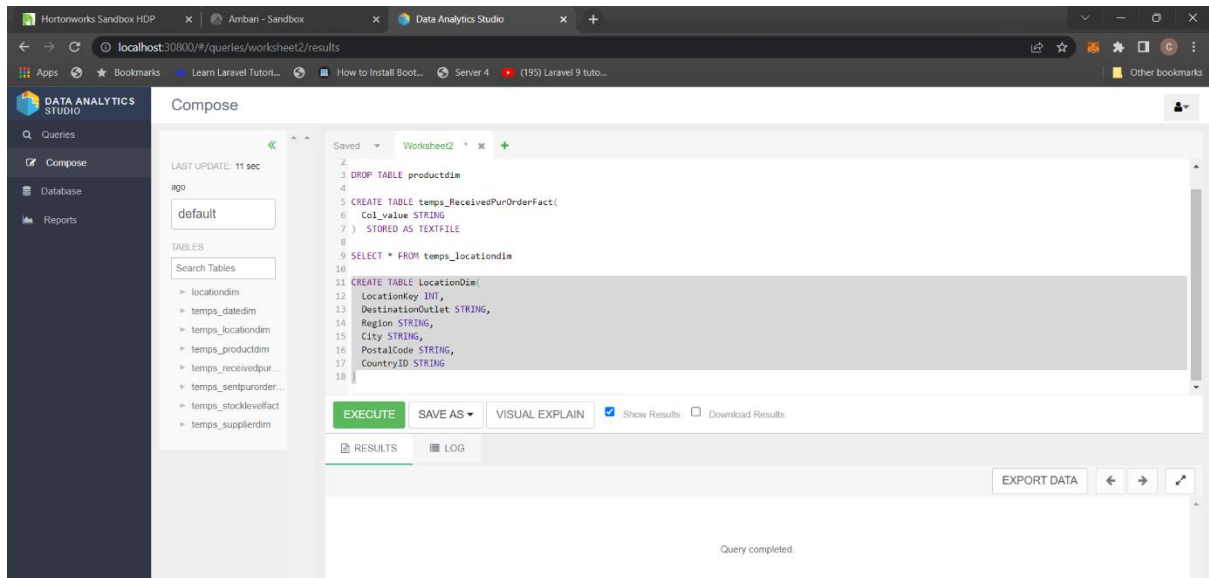 Hortonworks Sandbox HDP
Ambari - Sandbox
Data Analytics Studio
localhost:30800/#/queries/worksheet2/results
C
Apps
Bookmarks
Learn Laravel Tutori...
How to Install Boot...
Server 4
(195) Laravel 9 tuto...
Other bookmarks
DATA ANALYTICS
STUDIO
Compose
Queries
Compose
Database
Reports
LAST UPDATE: 11 sec
ago
default
TABLES
Search Tables
locationdim
temps_datedim
temps_locationdim
temps_productdim
temps_receivedpur...
temps_sentpurorder...
temps_stocklevelfact
temps_supplierdim
Saved
Worksheet2 *
2
3 DROP TABLE productdim
4
5 CREATE TABLE temps_ReceivedPurOrderFact(
6 Col_value STRING
7 ) STORED AS TEXTFILE
8
9 SELECT * FROM temps_locationdim
10
11 CREATE TABLE LocationDim(
12 LocationKey INT,
13 DestinationOutlet STRING,
14 Region STRING,
15 City STRING,
16 PostalCode STRING,
17 CountryID STRING
18 )
EXECUTE
SAVE AS
VISUAL EXPLAIN
Show Results
Download Results
RESULTS
LOG
EXPORT DATA
Query completed.